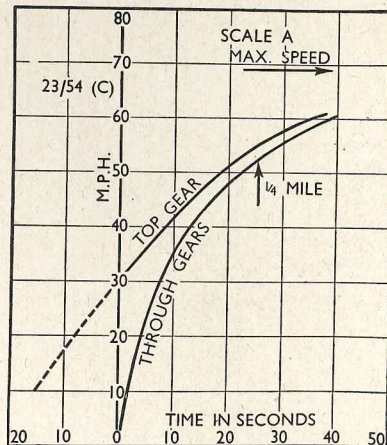 80
SCALE A
MAX. SPEED
70
23/54 (C)
60
50
M.P.H.
1/4 MILE
TOP GEAR
40
THROUGH GEARS
30
20
10
TIME IN SECONDS
20 10 0 10 20 30 40 50